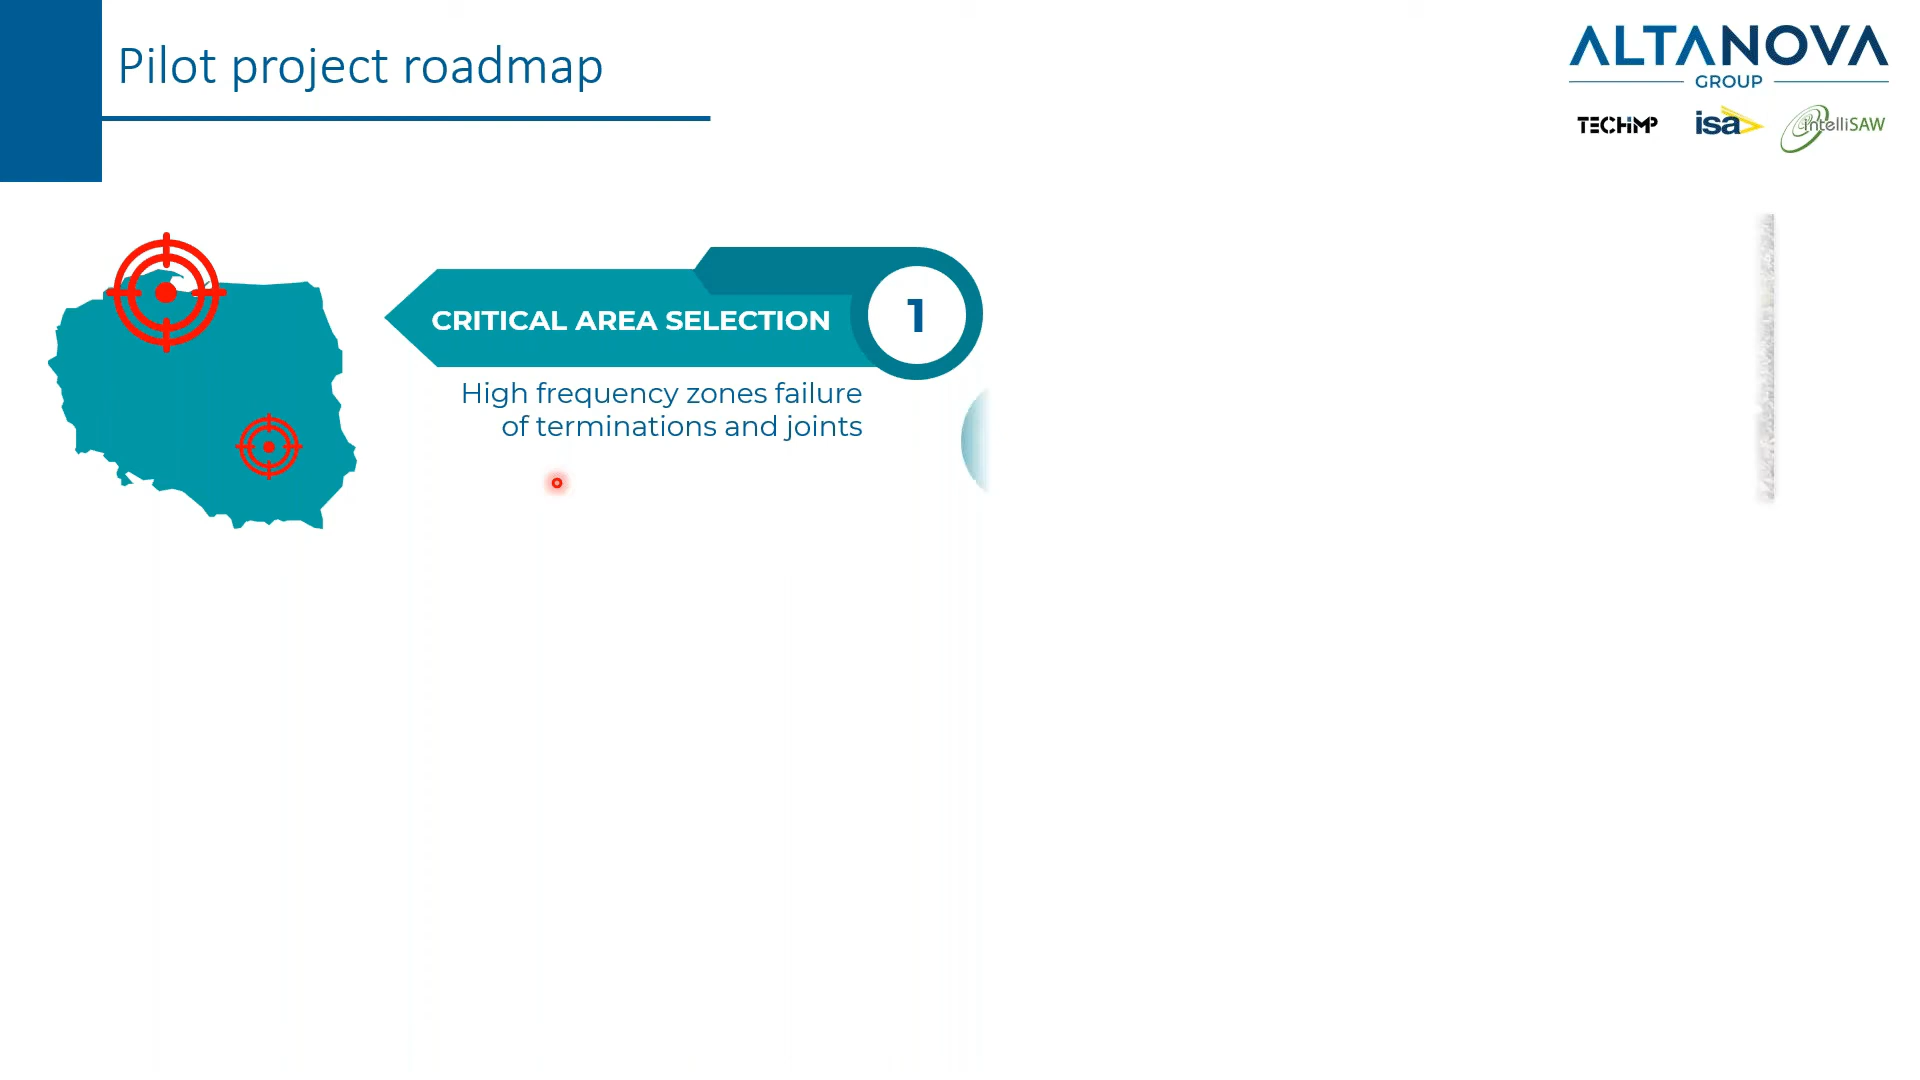 Pilot project roadmap
ALTANOVA
GROUP
TECHIMP
isa
IntelliSAW
CRITICAL AREA SELECTION
1
High frequency zones failure
of terminations and joints